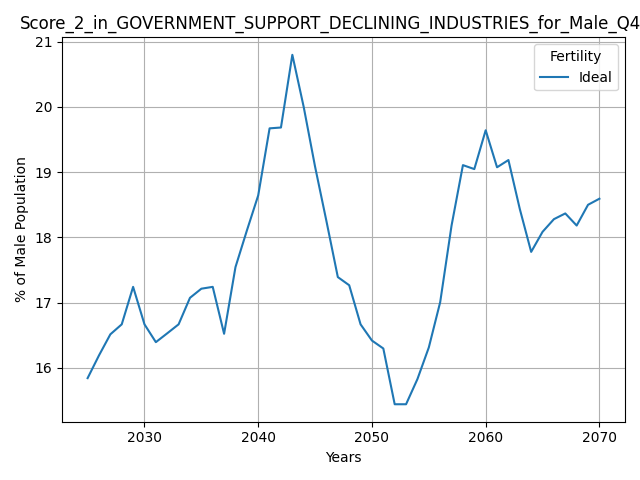 Score_2_in_GOVERNMENT_SUPPORT_DECLINING_INDUSTRIES_for_Male_Q4
Fertility
Ideal
% of Male Population
21
20
19
18
17
16
2030 2040 2050 2060 2070
Years